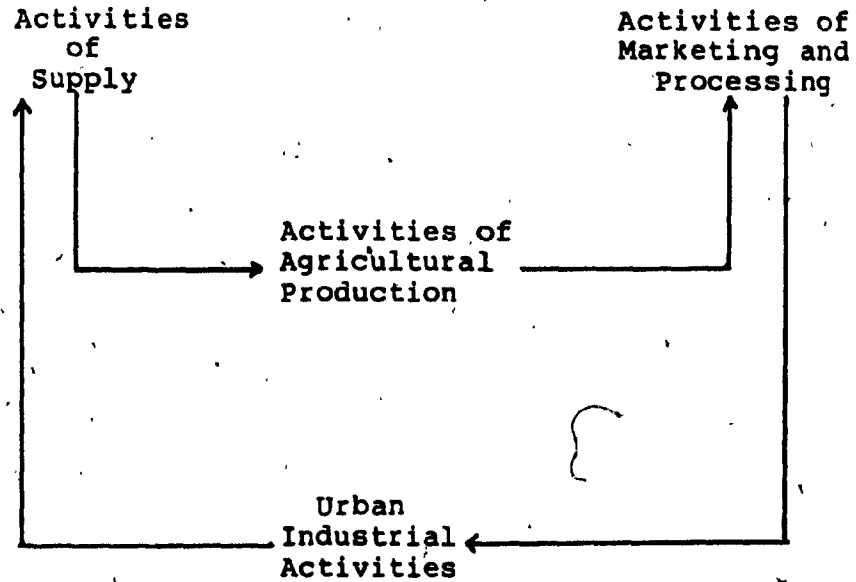 Activities
of
Supply
Activities of
Marketing and
Processing
Activities of
Agricultural
Production
Urban
Industrial
Activities